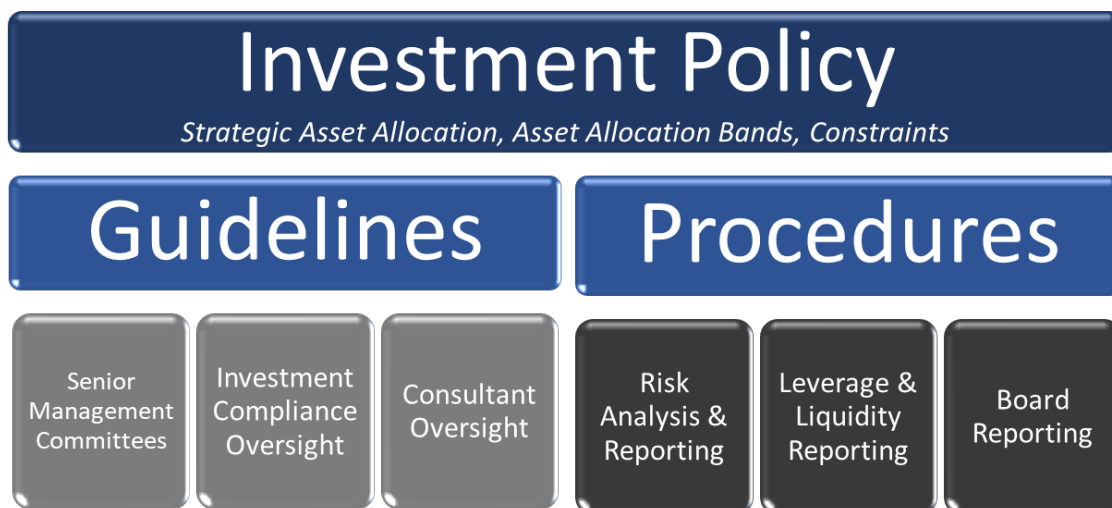 Investment Policy
Strategic Asset Allocation, Asset Allocation Bands, Constraints
Guidelines
Procedures
Senior
Management
Committees
Investment
Compliance
Oversight
Consultant
Oversight
Risk
Analysis &
Reporting
Leverage &
Liquidity
Reporting
Board
Reporting